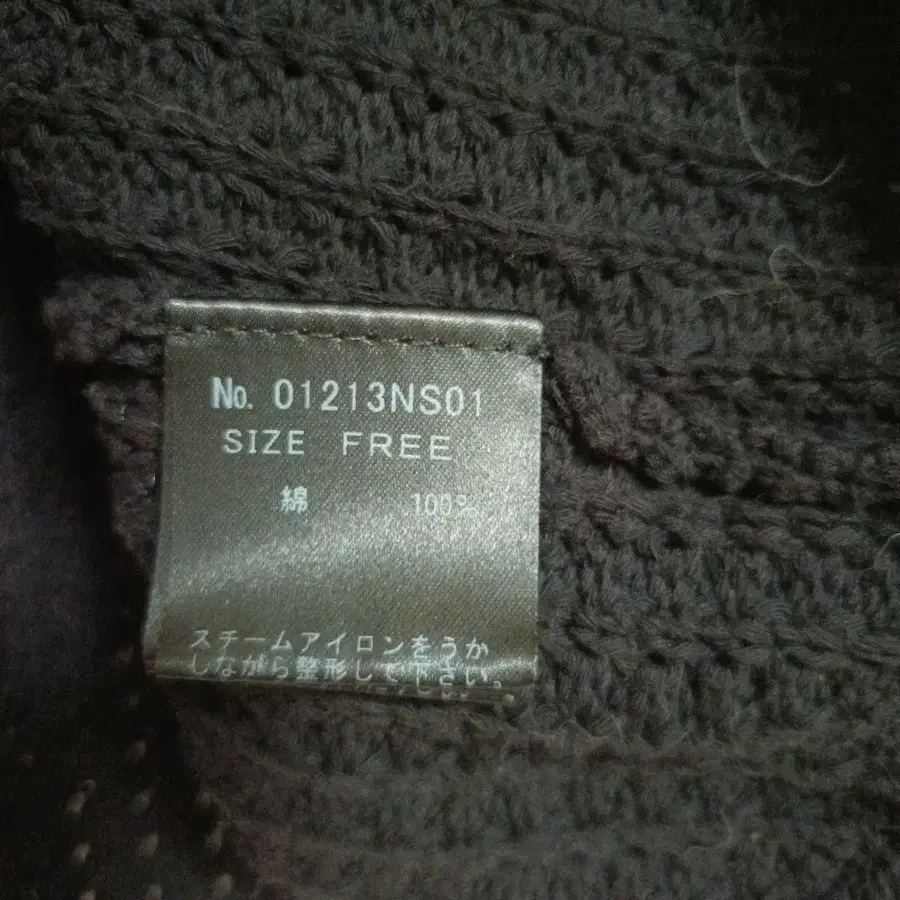 No. 01213NS01
SIZE FREE
綿 100%
スチームアイロンをうか
しながら整形して下さい。